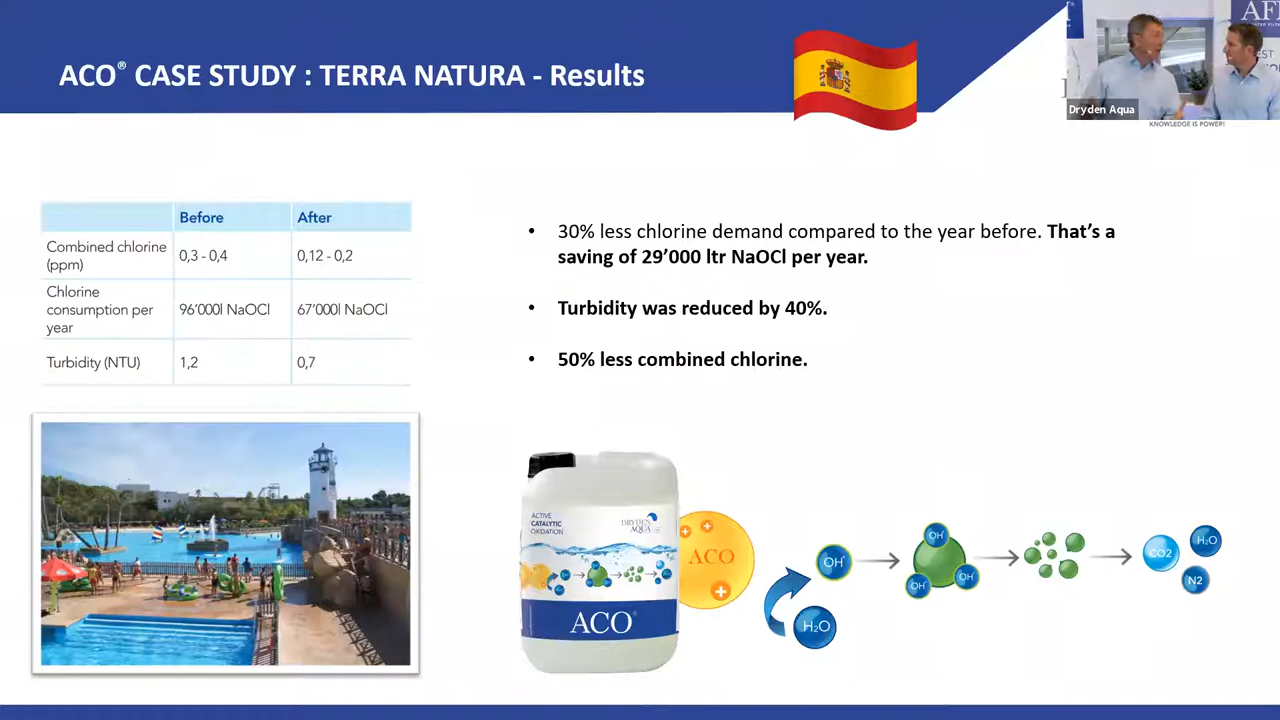 ACO® CASE STUDY : TERRA NATURA - Results
AF
EST
Dryden Aqua
KNOWLEDGE IS POWER!
Before After
Combined chlorine
(ppm)
0,3 - 0,4 0,12 - 0,2
Chlorine
consumption per
year
96’000l NaOCl 67’000l NaOCl
Turbidity (NTU) 1,2 0,7
• 30% less chlorine demand compared to the year before. That’s a
saving of 29’000 ltr NaOCl per year.
• Turbidity was reduced by 40%.
• 50% less combined chlorine.
ACTIVE
CATALYTIC
OXIDATION
DRYDEN
AQUA
ACO®
ACO
H₂O
OH*
OH*
OH*
OH*
CO2
H₂O
N2